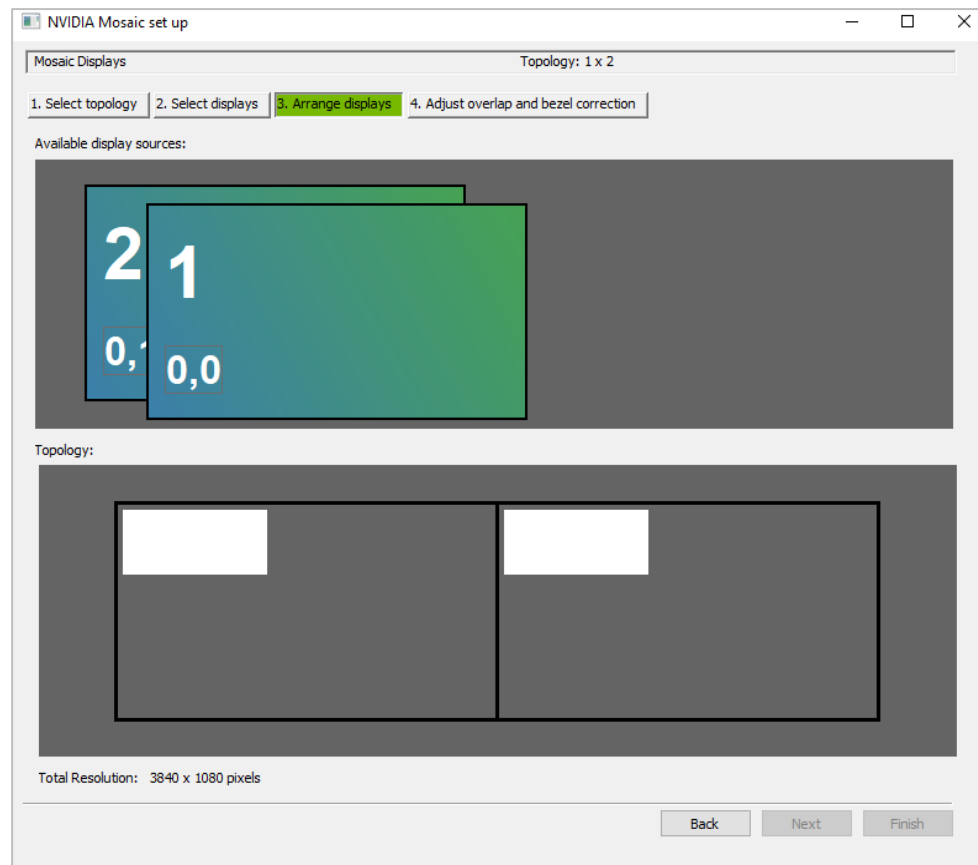 NVIDIA Mosaic set up
Mosaic Displays Topology: 1 x 2
1. Select topology 2. Select displays 3. Arrange displays 4. Adjust overlap and bezel correction
Available display sources:
2
1
0,1
0,0
Topology:
Total Resolution: 3840 x 1080 pixels
Back Next Finish